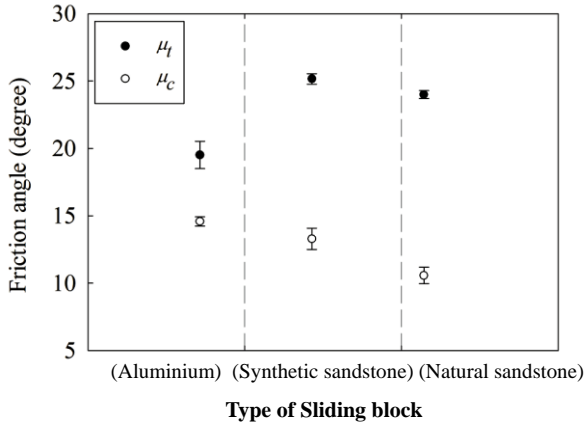 30
25
20
15
10
5
Friction angle (degree)
μt
μc
(Aluminium) (Synthetic sandstone) (Natural sandstone)
Type of Sliding block